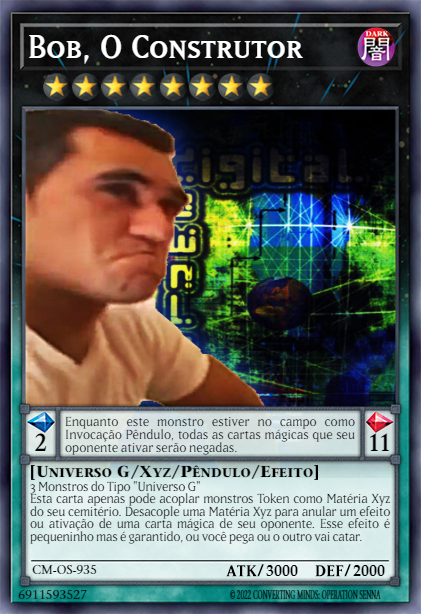 BOB, O CONSTRUTOR
DARK
闇
digital
Enquanto este monstro estiver no campo como
Invocação Pêndulo, todas as cartas mágicas que seu
oponente ativar serão negadas.
2
11
[UNIVERSO G/XYZ/PÊNDULO/EFEITO]
3 Monstros do Tipo "Universo G"
Esta carta apenas pode acoplar monstros Token como Matéria Xyz
do seu cemitério. Desacople uma Matéria Xyz para anular um efeito
ou ativação de uma carta mágica de seu oponente. Esse efeito é
pequeninho mas é garantido, ou você pega ou o outro vai catar.
CM-OS-935
ATK/3000 DEF/2000
6911593527
©2022 CONVERTING MINDS: OPERATION SENNA